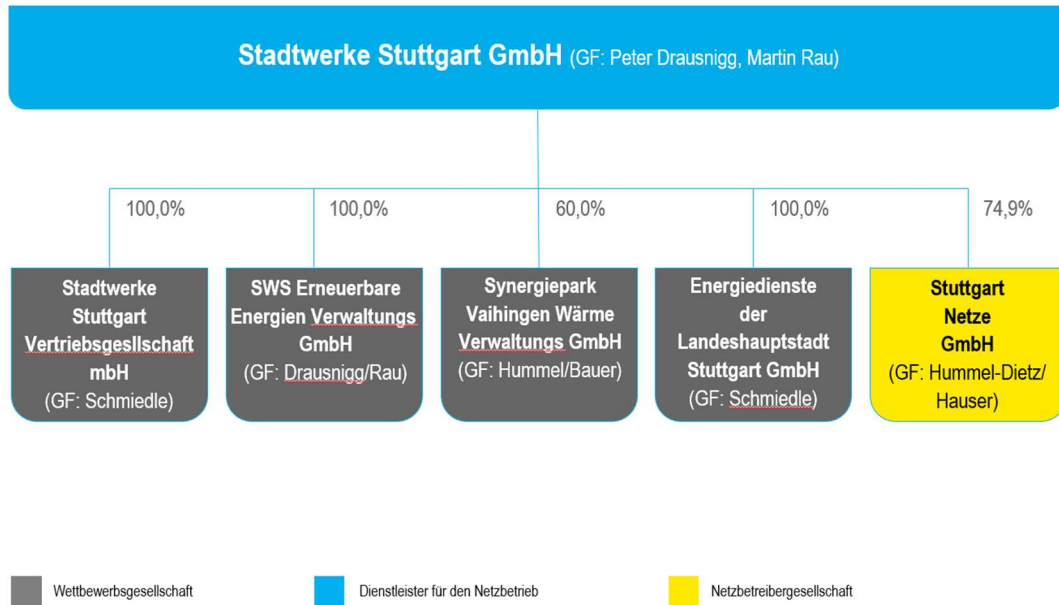 Stadtwerke Stuttgart GmbH (GF: Peter Drausnigg, Martin Rau)
100,0%
100,0%
60,0%
100,0%
74,9%
Stadtwerke
Stuttgart
Vertriebsgesllschaft
mbH
(GF: Schmiedle)
SWS Erneuerbare
Energien Verwaltungs
GmbH
(GF: Drausnigg/Rau)
Synergiepark
Vaihingen Wärme
Verwaltungs GmbH
(GF: Hummel/Bauer)
Energiedienste
der
Landeshauptstadt
Stuttgart GmbH
(GF: Schmiedle)
Stuttgart
Netze
GmbH
(GF: Hummel-Dietz/
Hauser)
Wettbewerbsgesellschaft
Dienstleister für den Netzbetrieb
Netzbetreibergesellschaft